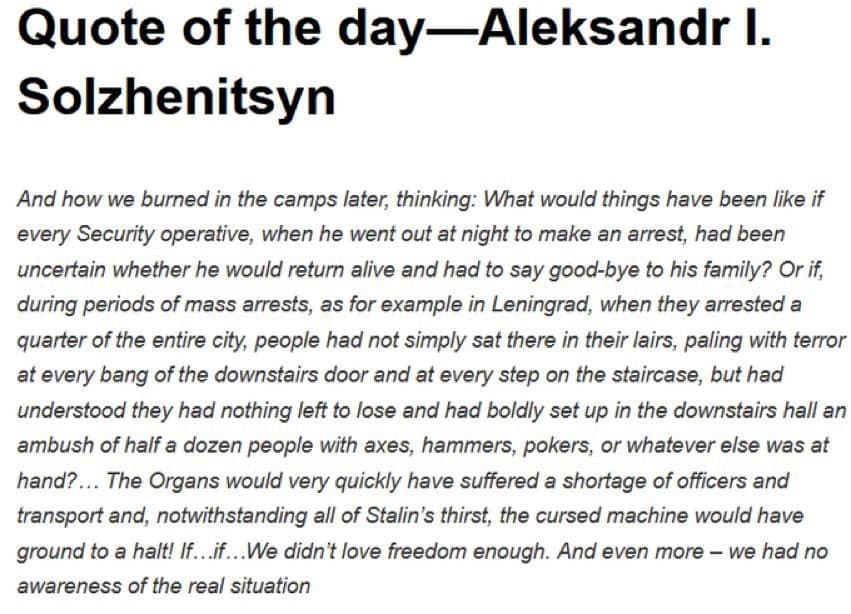 Quote of the day—Aleksandr I.
Solzhenitsyn
And how we burned in the camps later, thinking: What would things have been like if
every Security operative, when he went out at night to make an arrest, had been
uncertain whether he would return alive and had to say good-bye to his family? Or if,
during periods of mass arrests, as for example in Leningrad, when they arrested a
quarter of the entire city, people had not simply sat there in their lairs, paling with terror
at every bang of the downstairs door and at every step on the staircase, but had
understood they had nothing left to lose and had boldly set up in the downstairs hall an
ambush of half a dozen people with axes, hammers, pokers, or whatever else was at
hand?… The Organs would very quickly have suffered a shortage of officers and
transport and, notwithstanding all of Stalin’s thirst, the cursed machine would have
ground to a halt! If…if…We didn’t love freedom enough. And even more – we had no
awareness of the real situation